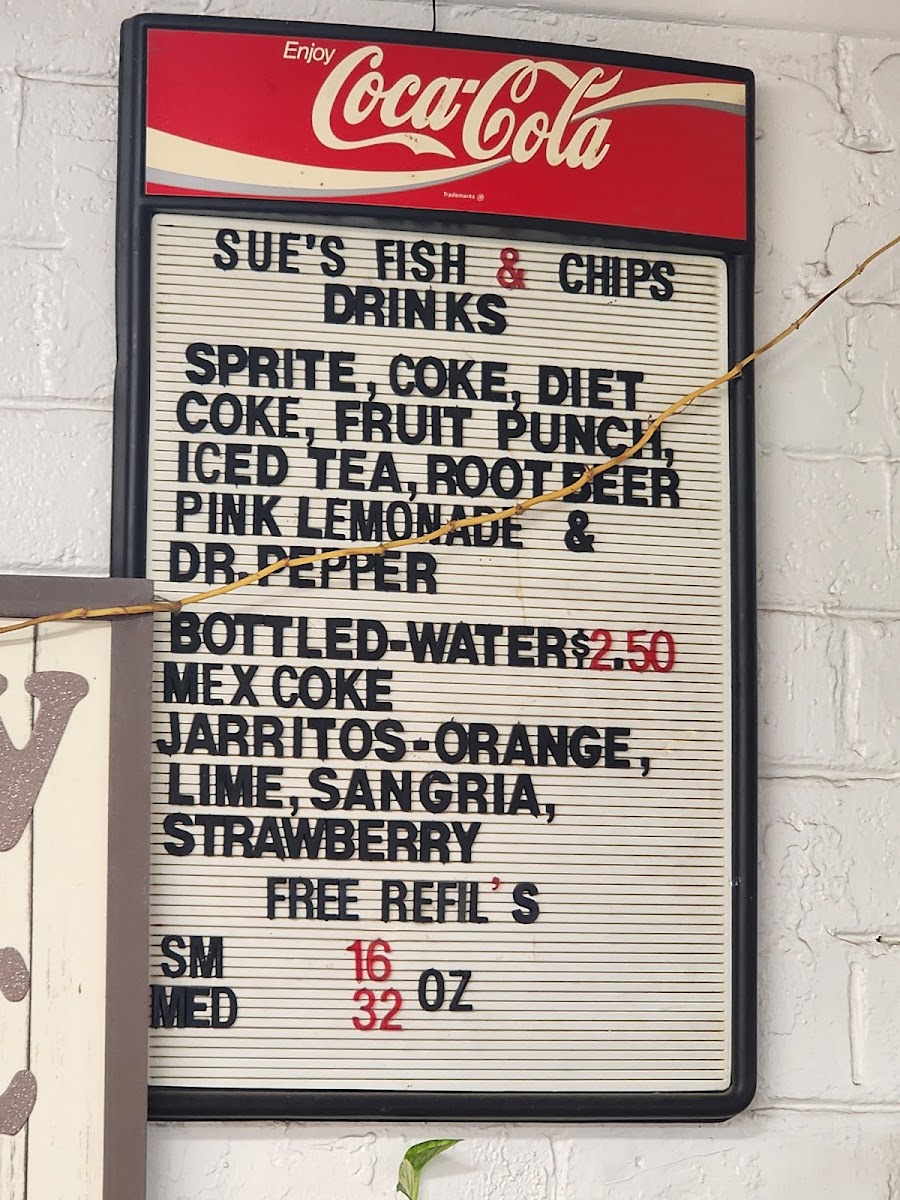 Enjoy
Coca-Cola
Trademarks ®
SUE'S FISH & CHIPS
DRINKS
SPRITE, COKE, DIET
COKE, FRUIT PUNCH,
ICED TEA, ROOT BEER
PINK LEMONADE &
DR. PEPPER
BOTTLED-WATER $2.50
MEX COKE
JARRITOS-ORANGE,
LIME, SANGRIA,
STRAWBERRY
FREE REFIL'S
SM 16
OZ
MED 32